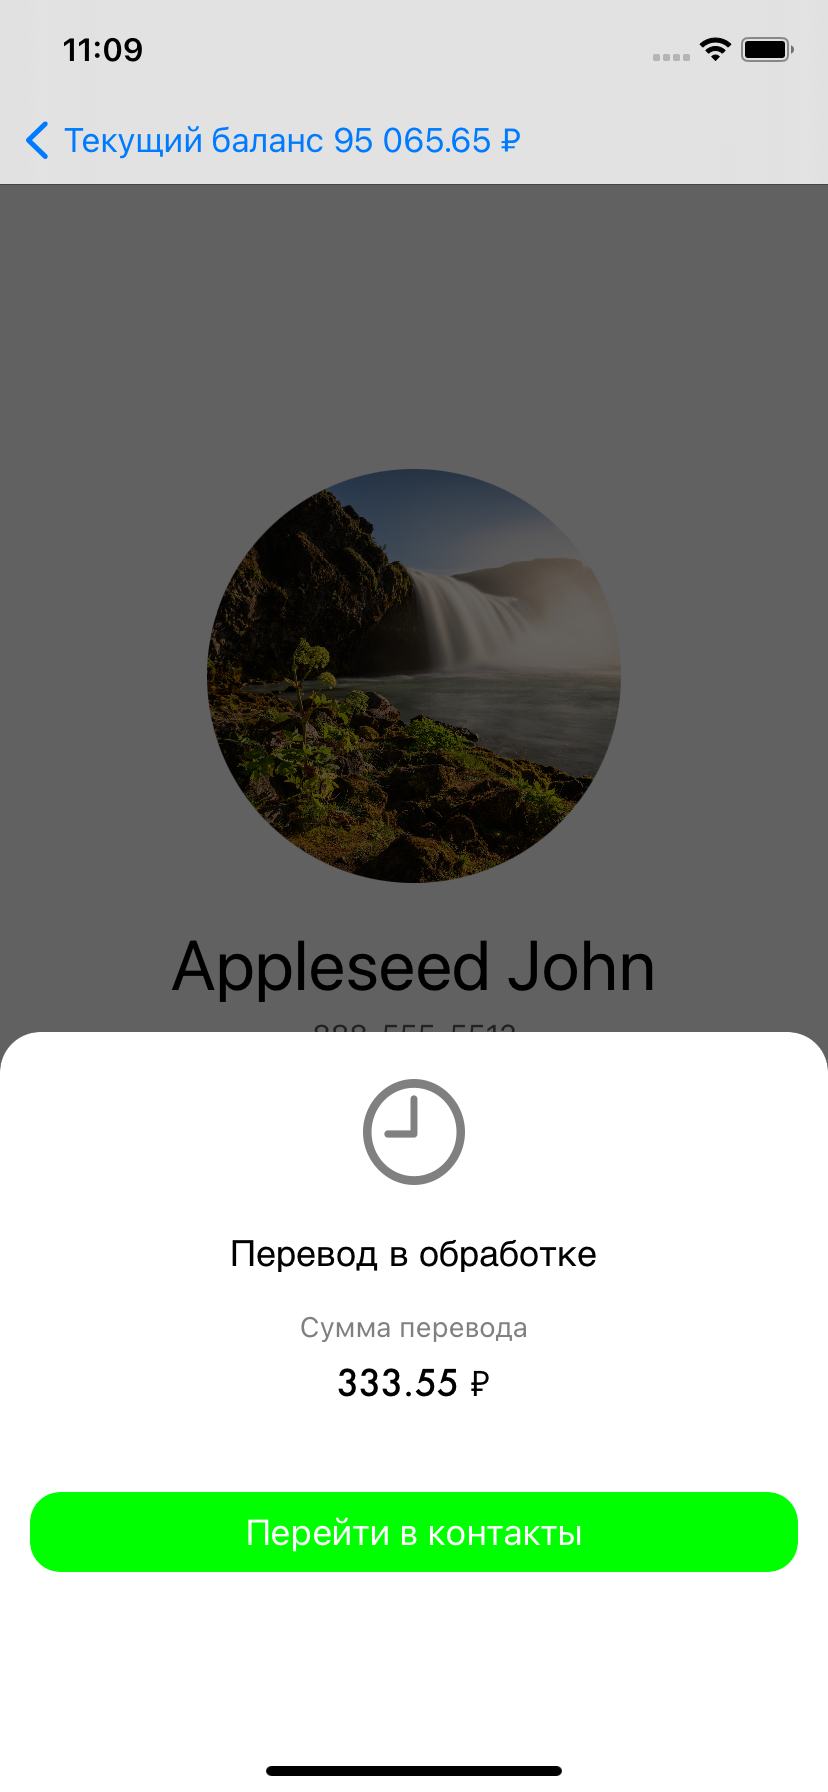 11:09
Текущий баланс 95 065.65 ₽
Appleseed John
Перевод в обработке
Сумма перевода
333.55 ₽
Перейти в контакты